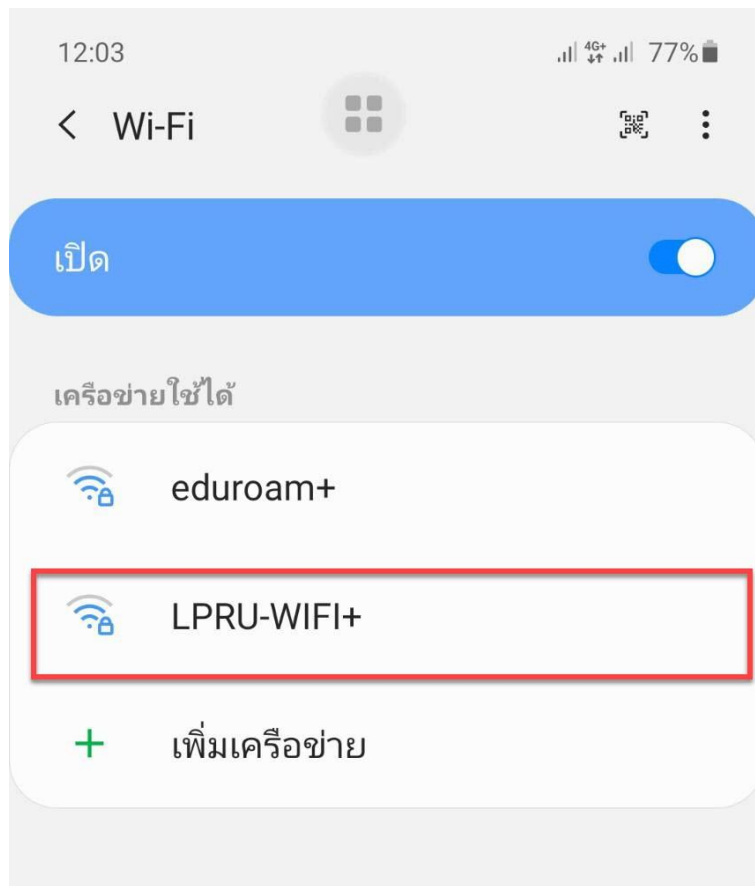 12:03
4G+ 77%
Wi-Fi
เปิด
เครือข่ายใช้ได้
eduroam+
LPRU-WIFI+
เพิ่มเครือข่าย